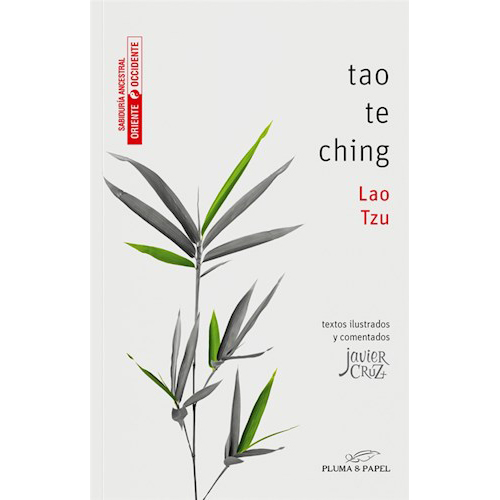 SABIDURÍA ANCESTRAL
ORIENTE OCCIDENTE
tao
te
ching
Lao
Tzu
textos ilustrados
y comentados
javier
CRUZ
PLUMA & PAPEL